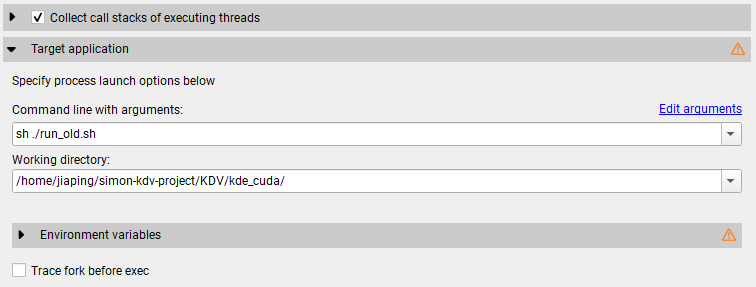 Collect call stacks of executing threads
Target application
Specify process launch options below
Command line with arguments:
Edit arguments
sh ./run_old.sh
Working directory:
/home/jiaping/simon-kdv-project/KDV/kde_cuda/
Environment variables
Trace fork before exec